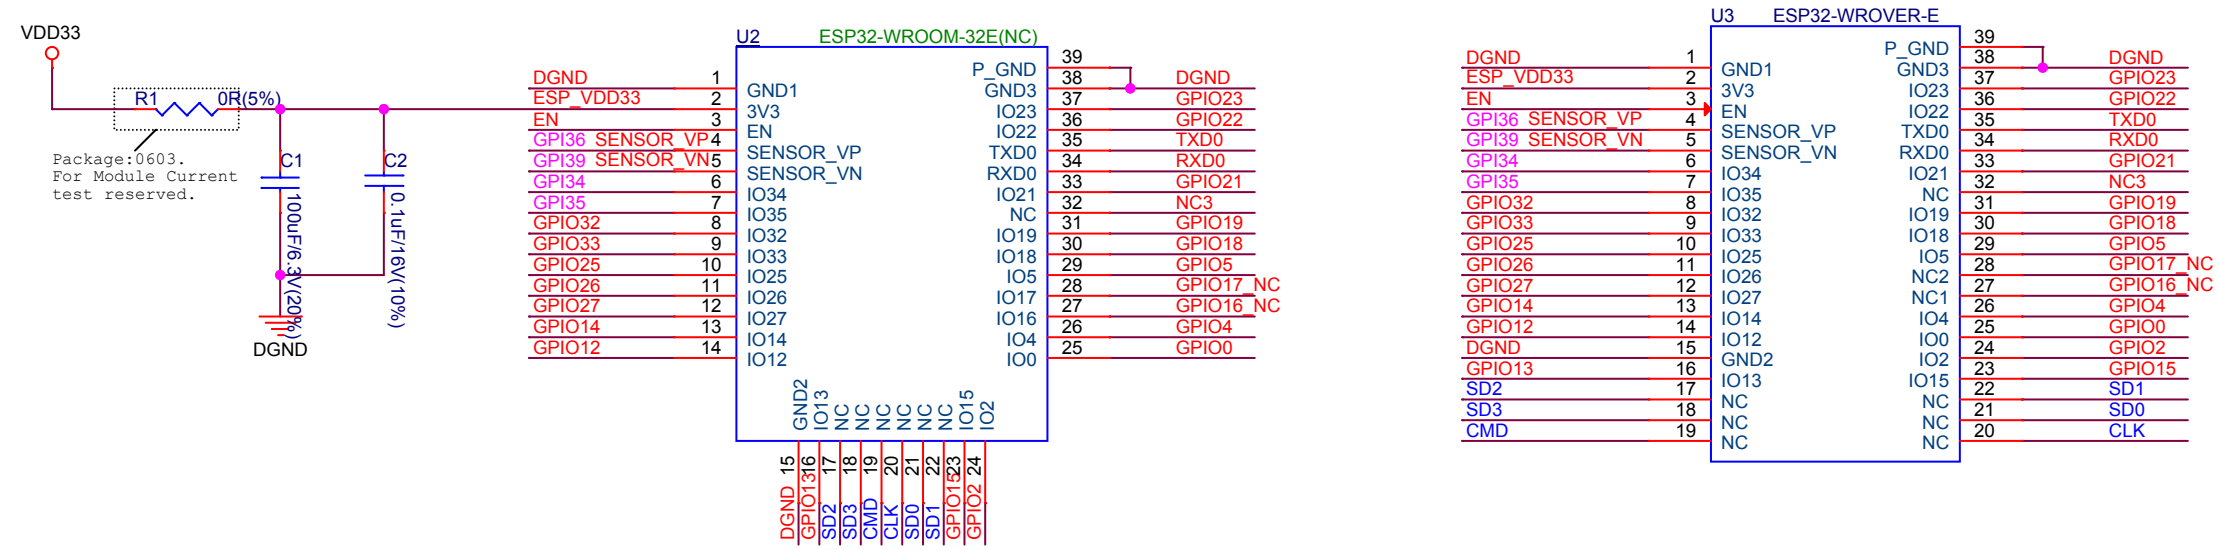 VDD33
R1
0R(5%)
Package:0603.
For Module Current
test reserved.
C1
100uF/6.3V(20%)
C2
0.1uF/16V(10%)
DGND
U2
ESP32-WROOM-32E(NC)
DGND 1 GND1
ESP_VDD33 2 3V3
EN 3 EN
GPI36 SENSOR_VP 4 SENSOR_VP
GPI39 SENSOR_VN 5 SENSOR_VN
GPI34 6 IO34
GPI35 7 IO35
GPIO32 8 IO32
GPIO33 9 IO33
GPIO25 10 IO25
GPIO26 11 IO26
GPIO27 12 IO27
GPIO14 13 IO14
GPIO12 14 IO12
P_GND 39
GND3 38 DGND
IO23 37 GPIO23
IO22 36 GPIO22
TXD0 35 TXD0
RXD0 34 RXD0
IO21 33 GPIO21
NC 32 NC3
IO19 31 GPIO19
IO18 30 GPIO18
IO5 29 GPIO5
IO17 28 GPIO17_NC
IO16 27 GPIO16_NC
IO4 26 GPIO4
IO0 25 GPIO0
GND2 15 DGND
IO13 16 GPIO13
NC 17 SD2
NC 18 SD3
NC 19 CMD
NC 20 CLK
NC 21 SD0
NC 22 SD1
IO15 23 GPIO15
IO2 24 GPIO2
U3
ESP32-WROVER-E
DGND 1 GND1
ESP_VDD33 2 3V3
EN 3 EN
GPI36 SENSOR_VP 4 SENSOR_VP
GPI39 SENSOR_VN 5 SENSOR_VN
GPI34 6 IO34
GPI35 7 IO35
GPIO32 8 IO32
GPIO33 9 IO33
GPIO25 10 IO25
GPIO26 11 IO26
GPIO27 12 IO27
GPIO14 13 IO14
GPIO12 14 IO12
DGND 15 GND2
GPIO13 16 IO13
SD2 17 NC
SD3 18 NC
CMD 19 NC
P_GND 39
GND3 38 DGND
IO23 37 GPIO23
IO22 36 GPIO22
TXD0 35 TXD0
RXD0 34 RXD0
IO21 33 GPIO21
NC 32 NC3
IO19 31 GPIO19
IO18 30 GPIO18
IO5 29 GPIO5
NC2 28 GPIO17_NC
NC1 27 GPIO16_NC
IO4 26 GPIO4
IO0 25 GPIO0
IO2 24 GPIO2
IO15 23 GPIO15
NC 22 SD1
NC 21 SD0
NC 20 CLK